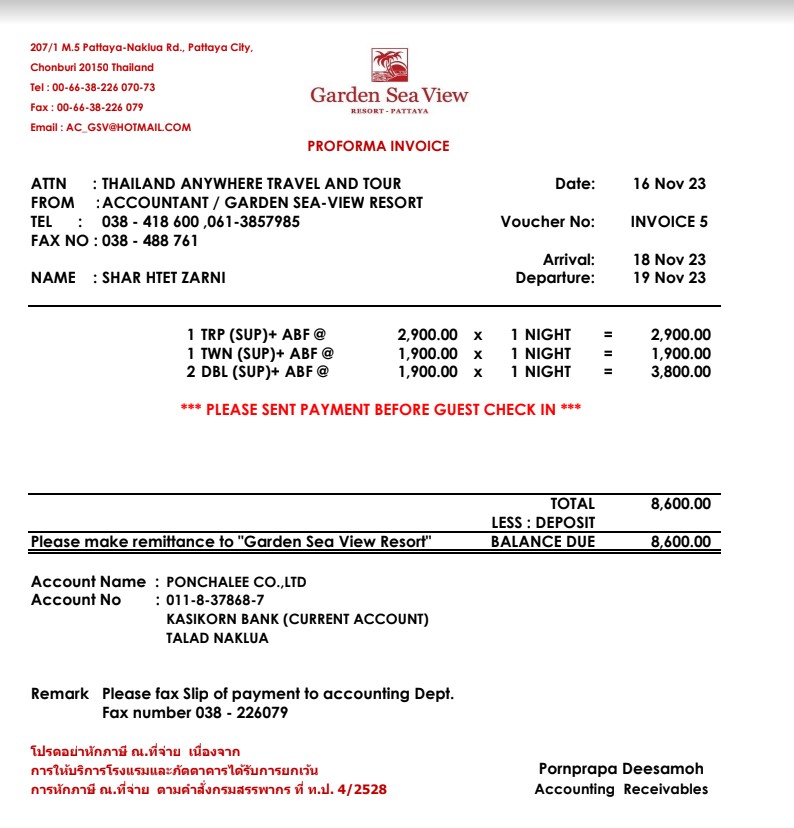 207/1 M.5 Pattaya-Naklua Rd., Pattaya City,
Chonburi 20150 Thailand
Tel : 00-66-38-226 070-73
Fax : 00-66-38-226 079
Email : AC_GSV@HOTMAIL.COM
Garden Sea View
RESORT - PATTAYA
PROFORMA INVOICE
ATTN : THAILAND ANYWHERE TRAVEL AND TOUR Date: 16 Nov 23
FROM : ACCOUNTANT / GARDEN SEA-VIEW RESORT
TEL : 038 - 418 600 ,061-3857985 Voucher No: INVOICE 5
FAX NO : 038 - 488 761
Arrival: 18 Nov 23
NAME : SHAR HTET ZARNI Departure: 19 Nov 23
1 TRP (SUP)+ ABF @ 2,900.00 x 1 NIGHT = 2,900.00
1 TWN (SUP)+ ABF @ 1,900.00 x 1 NIGHT = 1,900.00
2 DBL (SUP)+ ABF @ 1,900.00 x 1 NIGHT = 3,800.00
*** PLEASE SENT PAYMENT BEFORE GUEST CHECK IN ***
TOTAL 8,600.00
LESS : DEPOSIT
Please make remittance to "Garden Sea View Resort" BALANCE DUE 8,600.00
Account Name : PONCHALEE CO.,LTD
Account No : 011-8-37868-7
KASIKORN BANK (CURRENT ACCOUNT)
TALAD NAKLUA
Remark Please fax Slip of payment to accounting Dept.
Fax number 038 - 226079
โปรดอย่าหักภาษี ณ.ที่จ่าย เนื่องจาก
การให้บริการโรงแรมและภัตตาคารได้รับการยกเว้น
การหักภาษี ณ.ที่จ่าย ตามคำสั่งกรมสรรพากร ที่ ท.ป. 4/2528
Pornprapa Deesamoh
Accounting Receivables